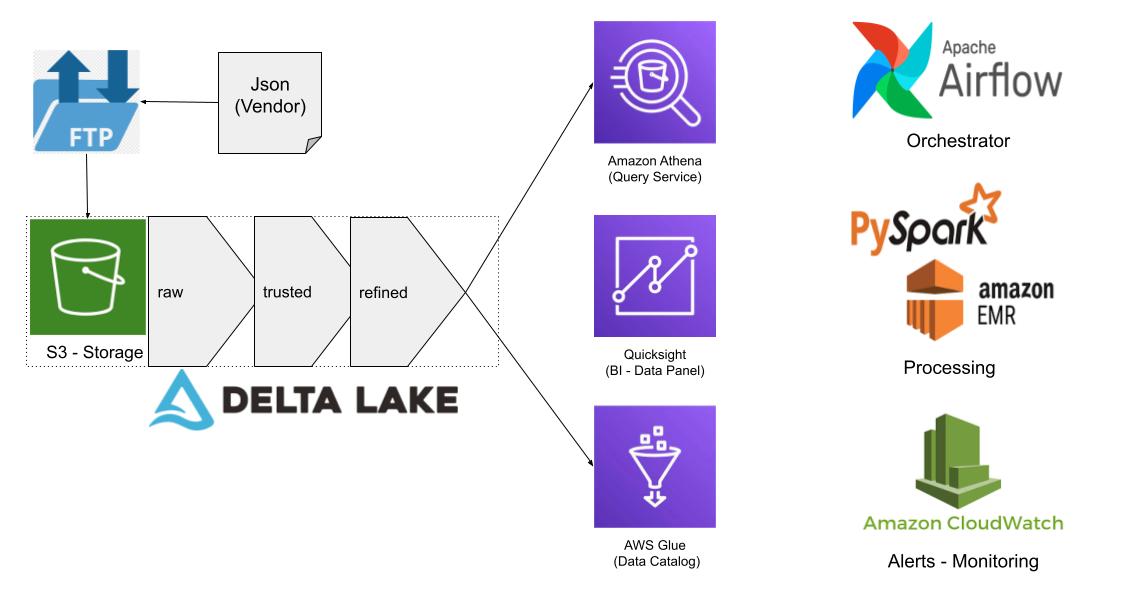 FTP
Json
(Vendor)
S3 - Storage
raw
trusted
refined
DELTA LAKE
Amazon Athena
(Query Service)
Quicksight
(BI - Data Panel)
AWS Glue
(Data Catalog)
Apache
Airflow
Orchestrator
PySpark
amazon
EMR
Processing
Amazon CloudWatch
Alerts - Monitoring